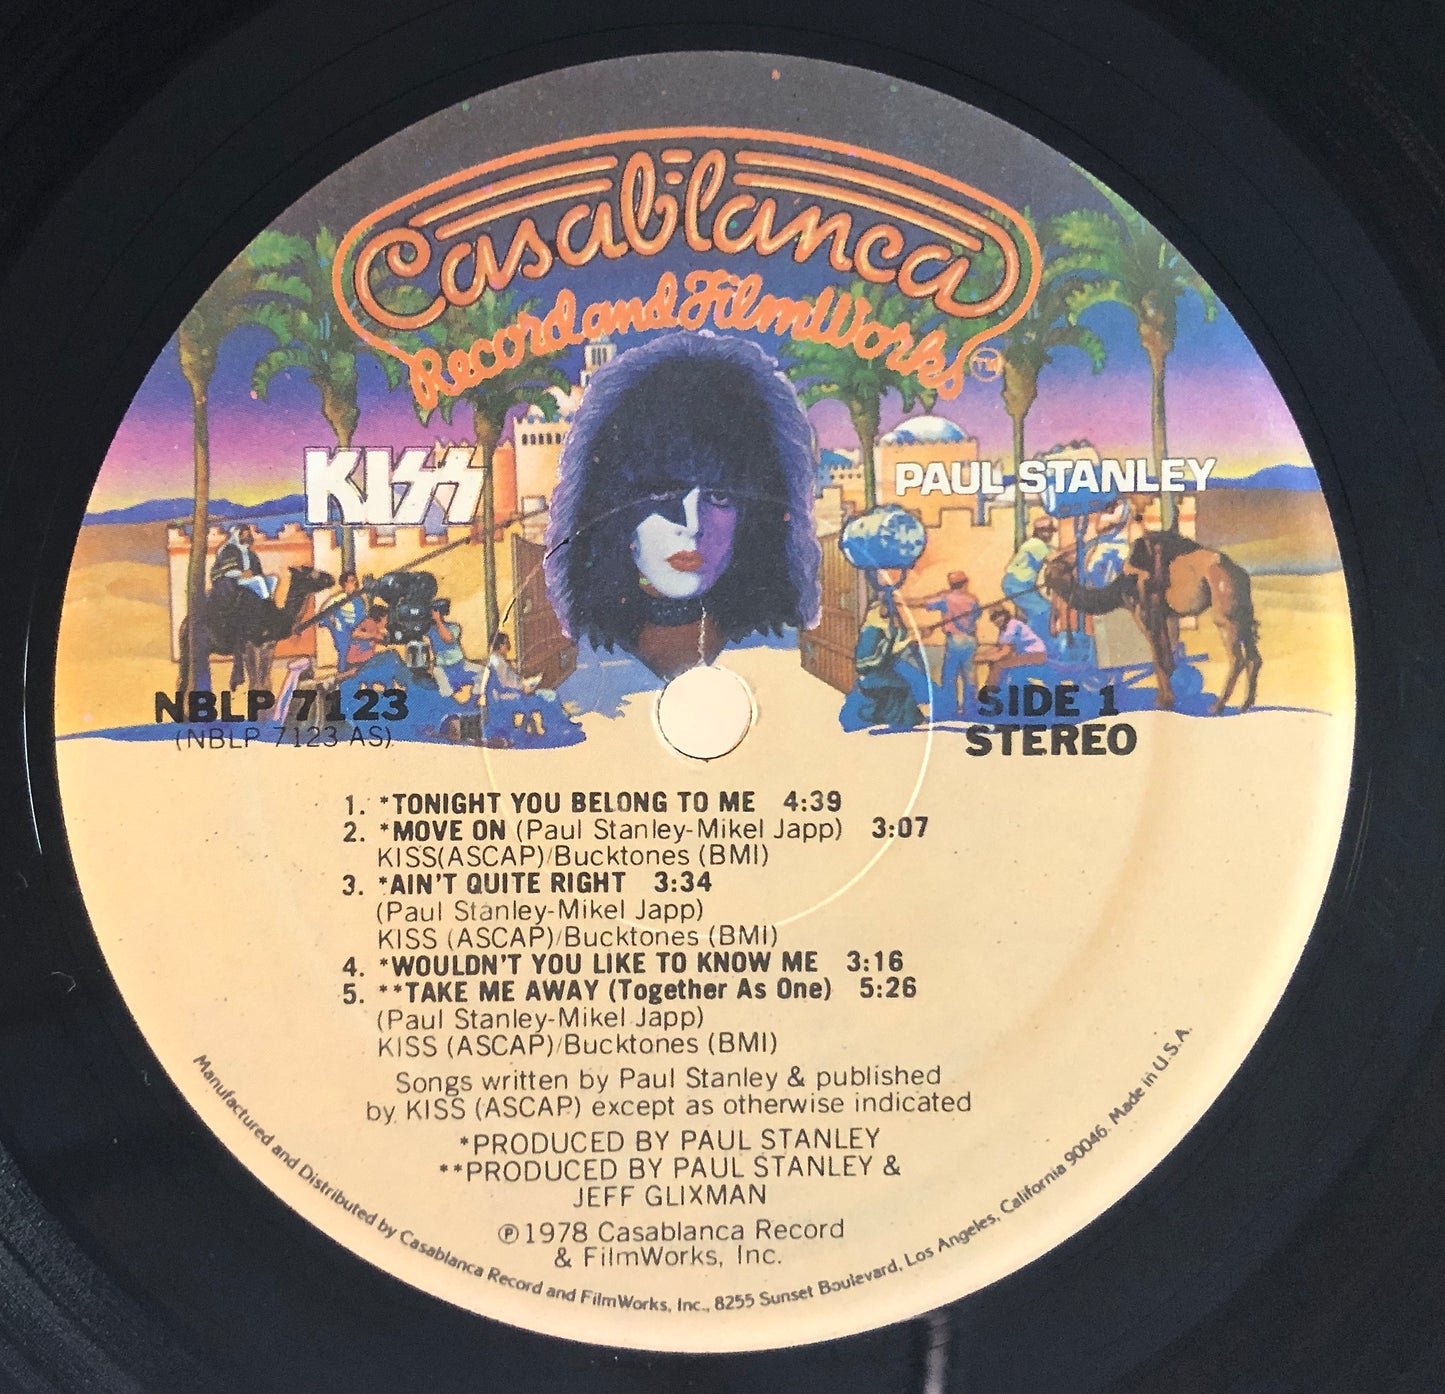 Casablanca
Record and FilmWorks
TM
KISS
PAUL STANLEY
NBLP 7123
(NBLP 7123 AS)
SIDE 1
STEREO
1. *TONIGHT YOU BELONG TO ME 4:39
2. *MOVE ON (Paul Stanley-Mikel Japp) 3:07
KISS(ASCAP)/Bucktones (BMI)
3. *AIN'T QUITE RIGHT 3:34
(Paul Stanley-Mikel Japp)
KISS (ASCAP)/Bucktones (BMI)
4. *WOULDN'T YOU LIKE TO KNOW ME 3:16
5. **TAKE ME AWAY (Together As One) 5:26
(Paul Stanley-Mikel Japp)
KISS (ASCAP)/Bucktones (BMI)
Songs written by Paul Stanley & published
by KISS (ASCAP) except as otherwise indicated
*PRODUCED BY PAUL STANLEY
**PRODUCED BY PAUL STANLEY &
JEFF GLIXMAN
℗1978 Casablanca Record
& FilmWorks, Inc.
Manufactured and Distributed by Casablanca Record and FilmWorks, Inc., 8255 Sunset Boulevard, Los Angeles, California 90046. Made in U.S.A.